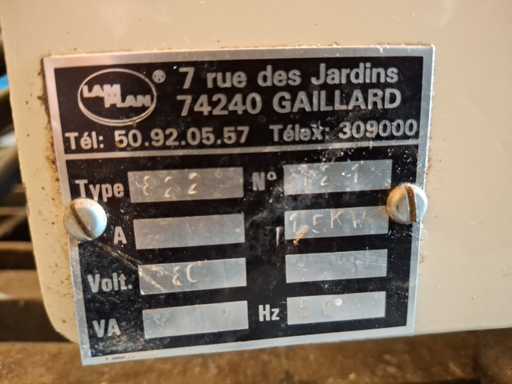 LAM PLAN ® 7 rue des Jardins
74240 GAILLARD
Tél: 50.92.05.57 Télex: 309000
Type 822 N°
A
Volt.
VA Hz